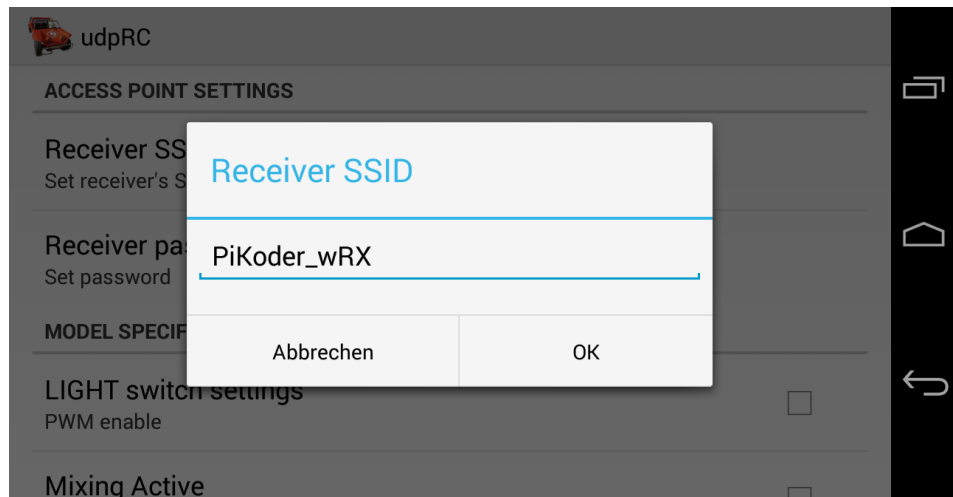 udpRC
ACCESS POINT SETTINGS
Receiver SS
Set receiver's S
Receiver SSID
PiKoder_wRX
Receiver pa
Set password
Abbrechen
OK
MODEL SPECIF
LIGHT switch settings
PWM enable
Mixing Active